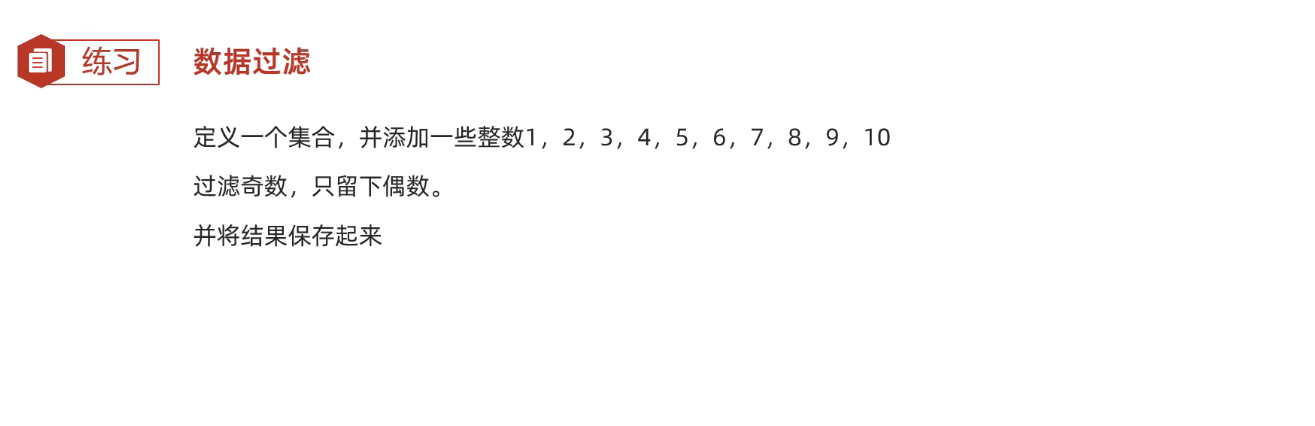 练习
数据过滤
定义一个集合，并添加一些整数1，2，3，4，5，6，7，8，9，10
过滤奇数，只留下偶数。
并将结果保存起来